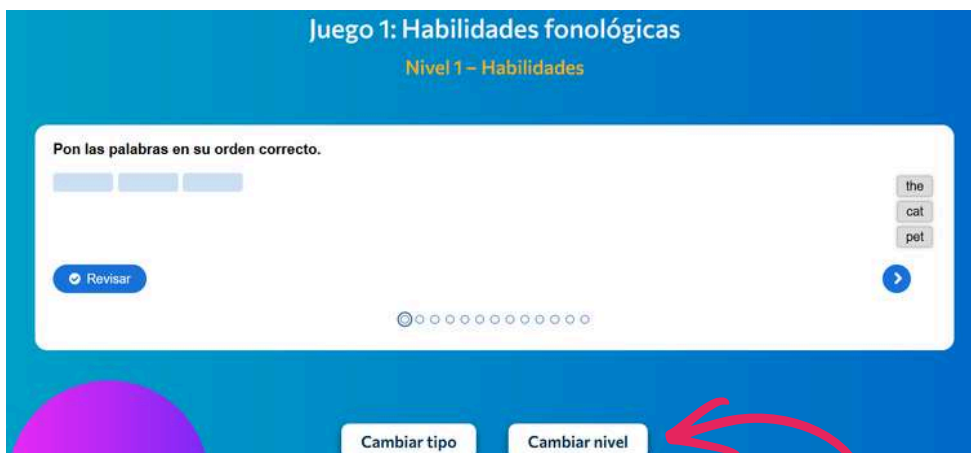 Juego 1: Habilidades fonológicas
Nivel 1 – Habilidades
Pon las palabras en su orden correcto.
the
cat
pet
Revisar
Cambiar tipo
Cambiar nivel